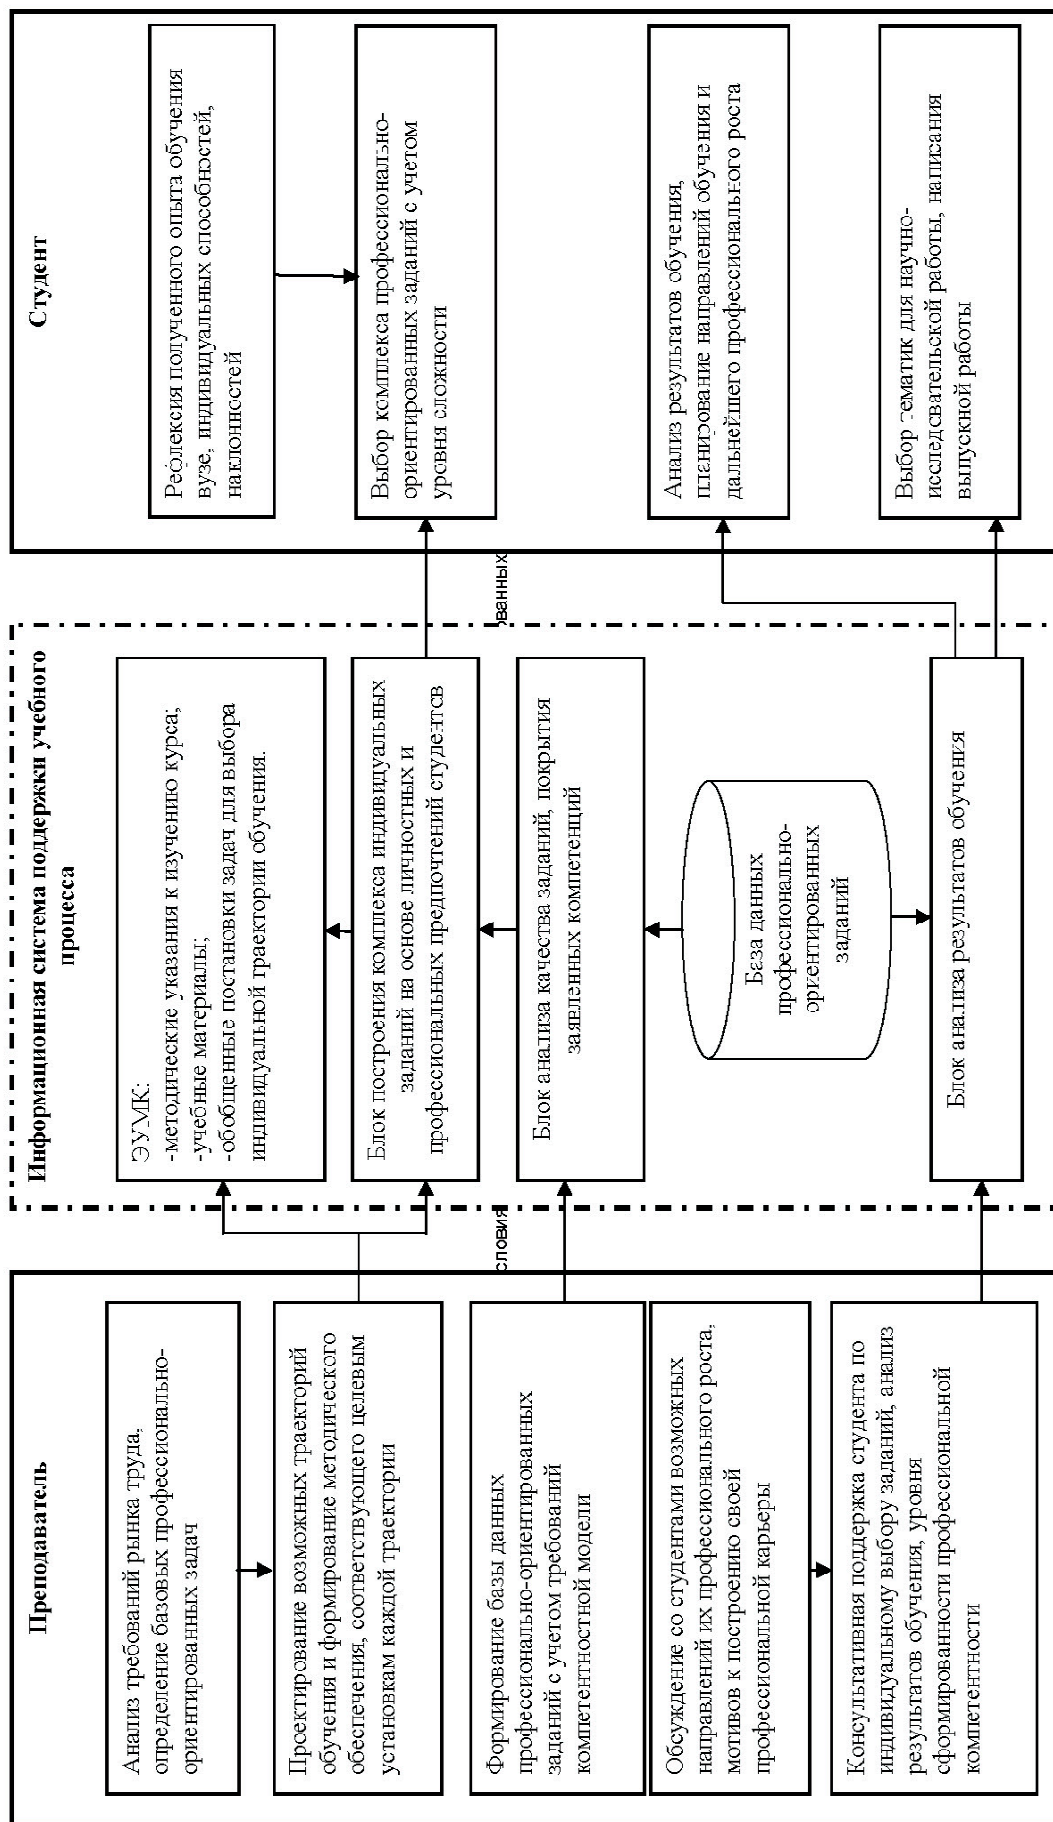 Преподаватель
Анализ требований рынка труда,
определение базовых профессионально-
ориентированных задач
Проектирование возможных траекторий
обучения и формирование методического
обеспечения, соответствующего целевым
установкам каждой траектории
Формирование базы данных
профессионально-ориентированных
заданий с учетом требований
компетентностной модели
Обсуждение со студентами возможных
направлений их профессионального роста,
мотивов к построению своей
профессиональной карьеры
Консультативная поддержка студента по
индивидуальному выбору заданий, анализ
результатов обучения, уровня
сформированности профессиональной
компетентности
словия
Информационная система поддержки учебного
процесса
ЭУМК:
-методические указания к изучению курса;
-учебные материалы;
-обобщенные постановки задач для выбора
индивидуальной траектории обучения.
Блок построения комплекса индивидуальных
заданий на основе личностных и
профессиональных предпочтений студентов
Блок анализа качества заданий, покрытия
заявленных компетенций
База данных
профессионально-
ориентированных
заданий
Блок анализа результатов обучения
ованных
Студент
Рефлексия полученного опыта обучения
вузе, индивидуальных способностей,
наклонностей
Выбор комплекса профессионально-
ориентированных заданий с учетом
уровня сложности
Анализ результатов обучения,
планирование направлений обучения и
дальнейшего профессионального роста
Выбор тематик для научно-
исследовательской работы, написания
выпускной работы